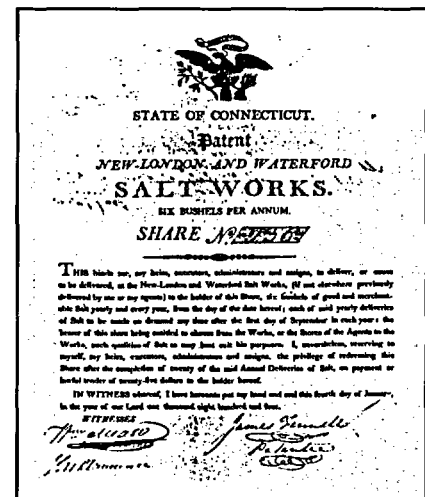 STATE OF CONNECTICUT.
Patent
NEW-LONDON AND WATERFORD
SALT-WORKS.
SIX BUSHELS PER ANNUM.
SHARE No.
THIS binds me, my heirs, executors, administrators and assigns, to deliver, or cause
to be delivered, at the New-London and Waterford Salt Works, (if not elsewhere previously
delivered by me or my agents) to the holder of this Share, six bushels of good and merchant-
able Salt yearly and every year, from the day of the date hereof; each of said yearly deliveries
of Salt to be made on demand any time after the first day of September in each year: the
bearer of this share being entitled to from the Works, or the Stores of the Agents to the
Works, such qualities of Salt as may best suit his purposes. I, nevertheless, reserving to
myself, my heirs, executors, administrators and assigns, the privilege of redeeming this
Share after the completion of twenty of the said Annual Deliveries of Salt, on payment or
lawful tender of twenty-five dollars to the holder hereof.
IN WITNESS whereof, I have hereunto put my hand and seal this fourth day of January,
in the year of our Lord one thousand eight hundred and four.
WITNESSES
James
Patentee